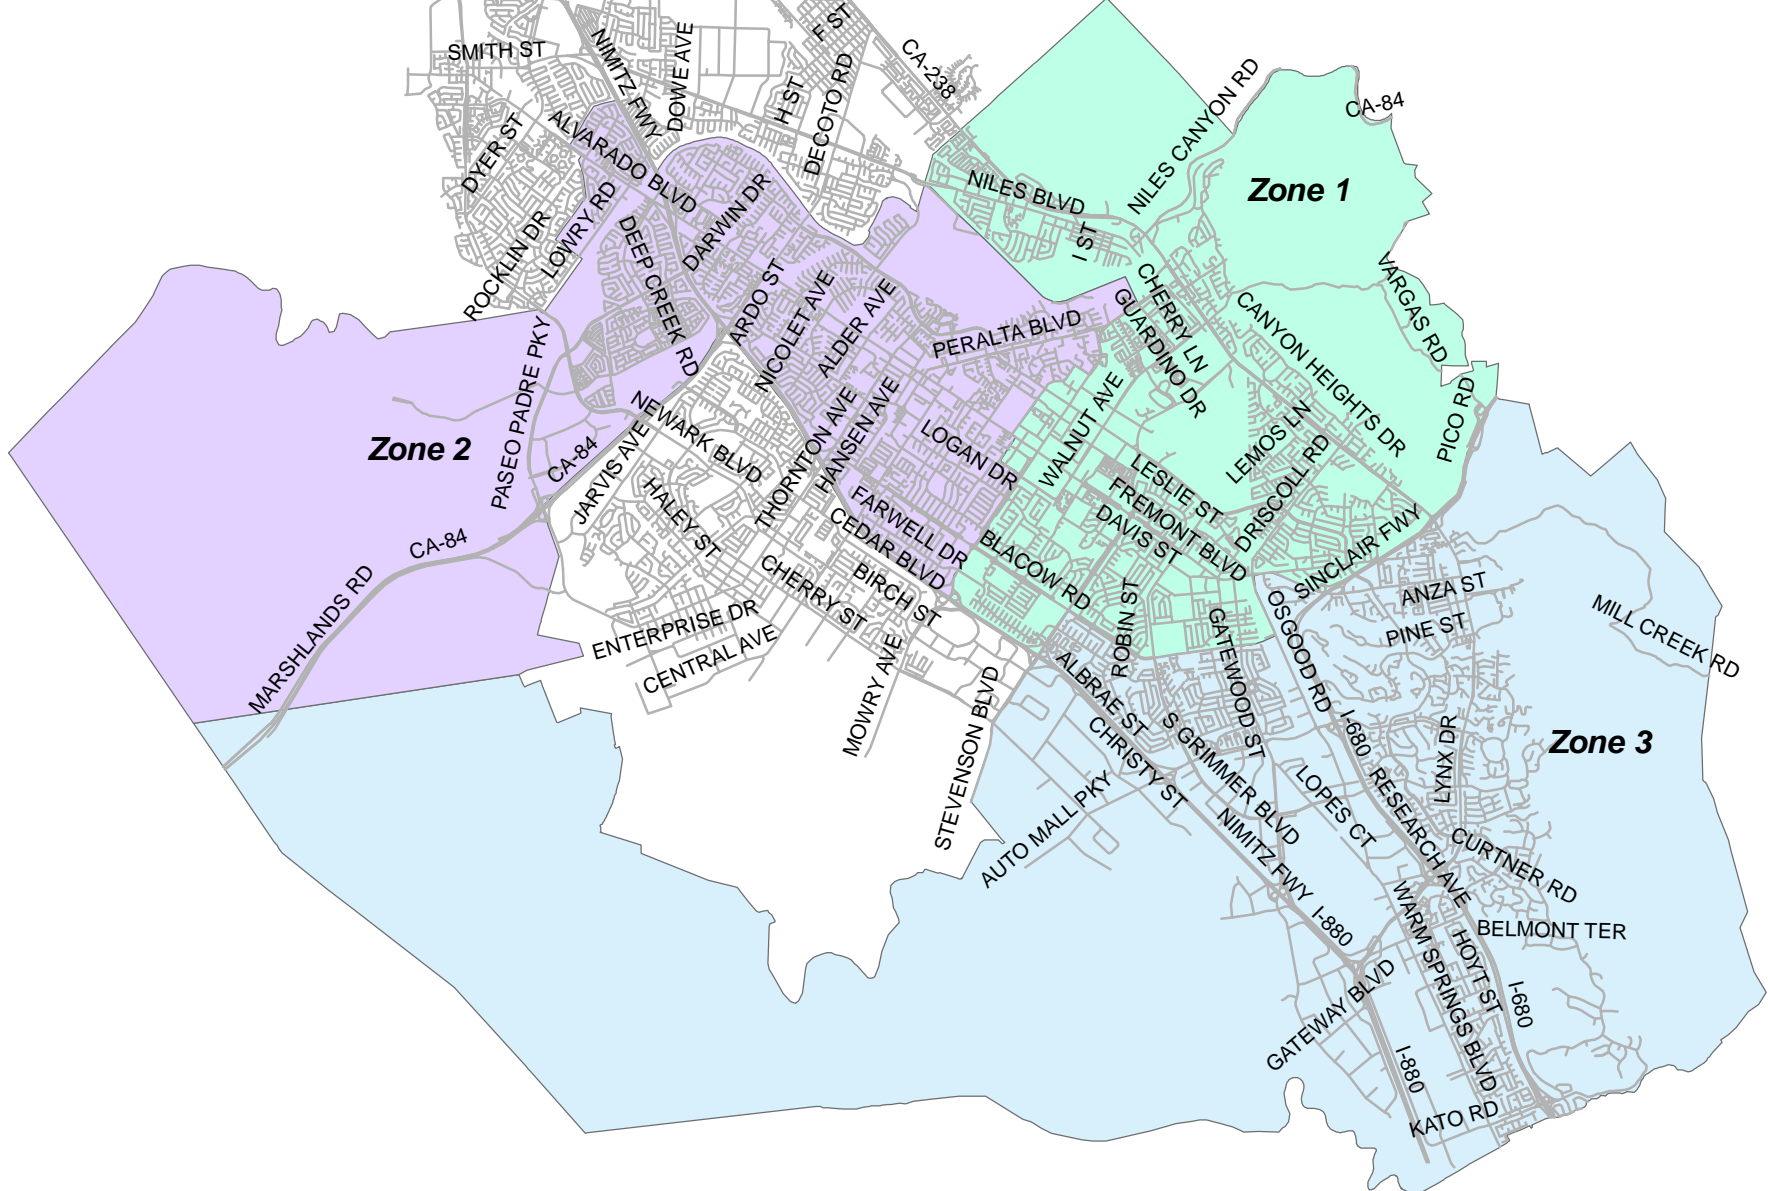 F ST
SMITH ST
NIMITZ FWY
DOWE AVE
CA-238
H ST
DECOTO RD
NILES CANYON RD
CA-84
DYER ST
ALVARADO BLVD
Zone 1
NILES BLVD
LOWRY RD
DARWIN DR
I ST
ROCKLIN DR
DEEP CREEK RD
VARGAS RD
ARDO ST
NICOLET AVE
ALDER AVE
CHERRY LN
GUARDINO DR
PERALTA BLVD
CANYON HEIGHTS DR
PASEO PADRE PKY
PICO RD
WALNUT AVE
NEWARK BLVD
THORNTON AVE
HANSEN AVE
LOGAN DR
LEMOS LN
DRISCOLL RD
Zone 2
CA-84
JARVIS AVE
LESLIE ST
HALEY ST
FREMONT BLVD
DAVIS ST
FARWELL DR
CEDAR BLVD
CA-84
BLACOW RD
SINCLAIR FWY
MARSHLANDS RD
CHERRY ST
BIRCH ST
ANZA ST
MILL CREEK RD
OSGOOD RD
ENTERPRISE DR
ROBIN ST
GATEWOOD ST
PINE ST
CENTRAL AVE
MOWRY AVE
STEVENSON BLVD
ALBRAE ST
CHRISTY ST
S GRIMMER BLVD
I-680
LYNX DR
Zone 3
AUTO MALL PKY
LOPES CT
RESEARCH AVE
NIMITZ FWY
CURTNER RD
I-880
WARM SPRINGS BLVD
BELMONT TER
HOYT ST
GATEWAY BLVD
I-680
I-880
KATO RD